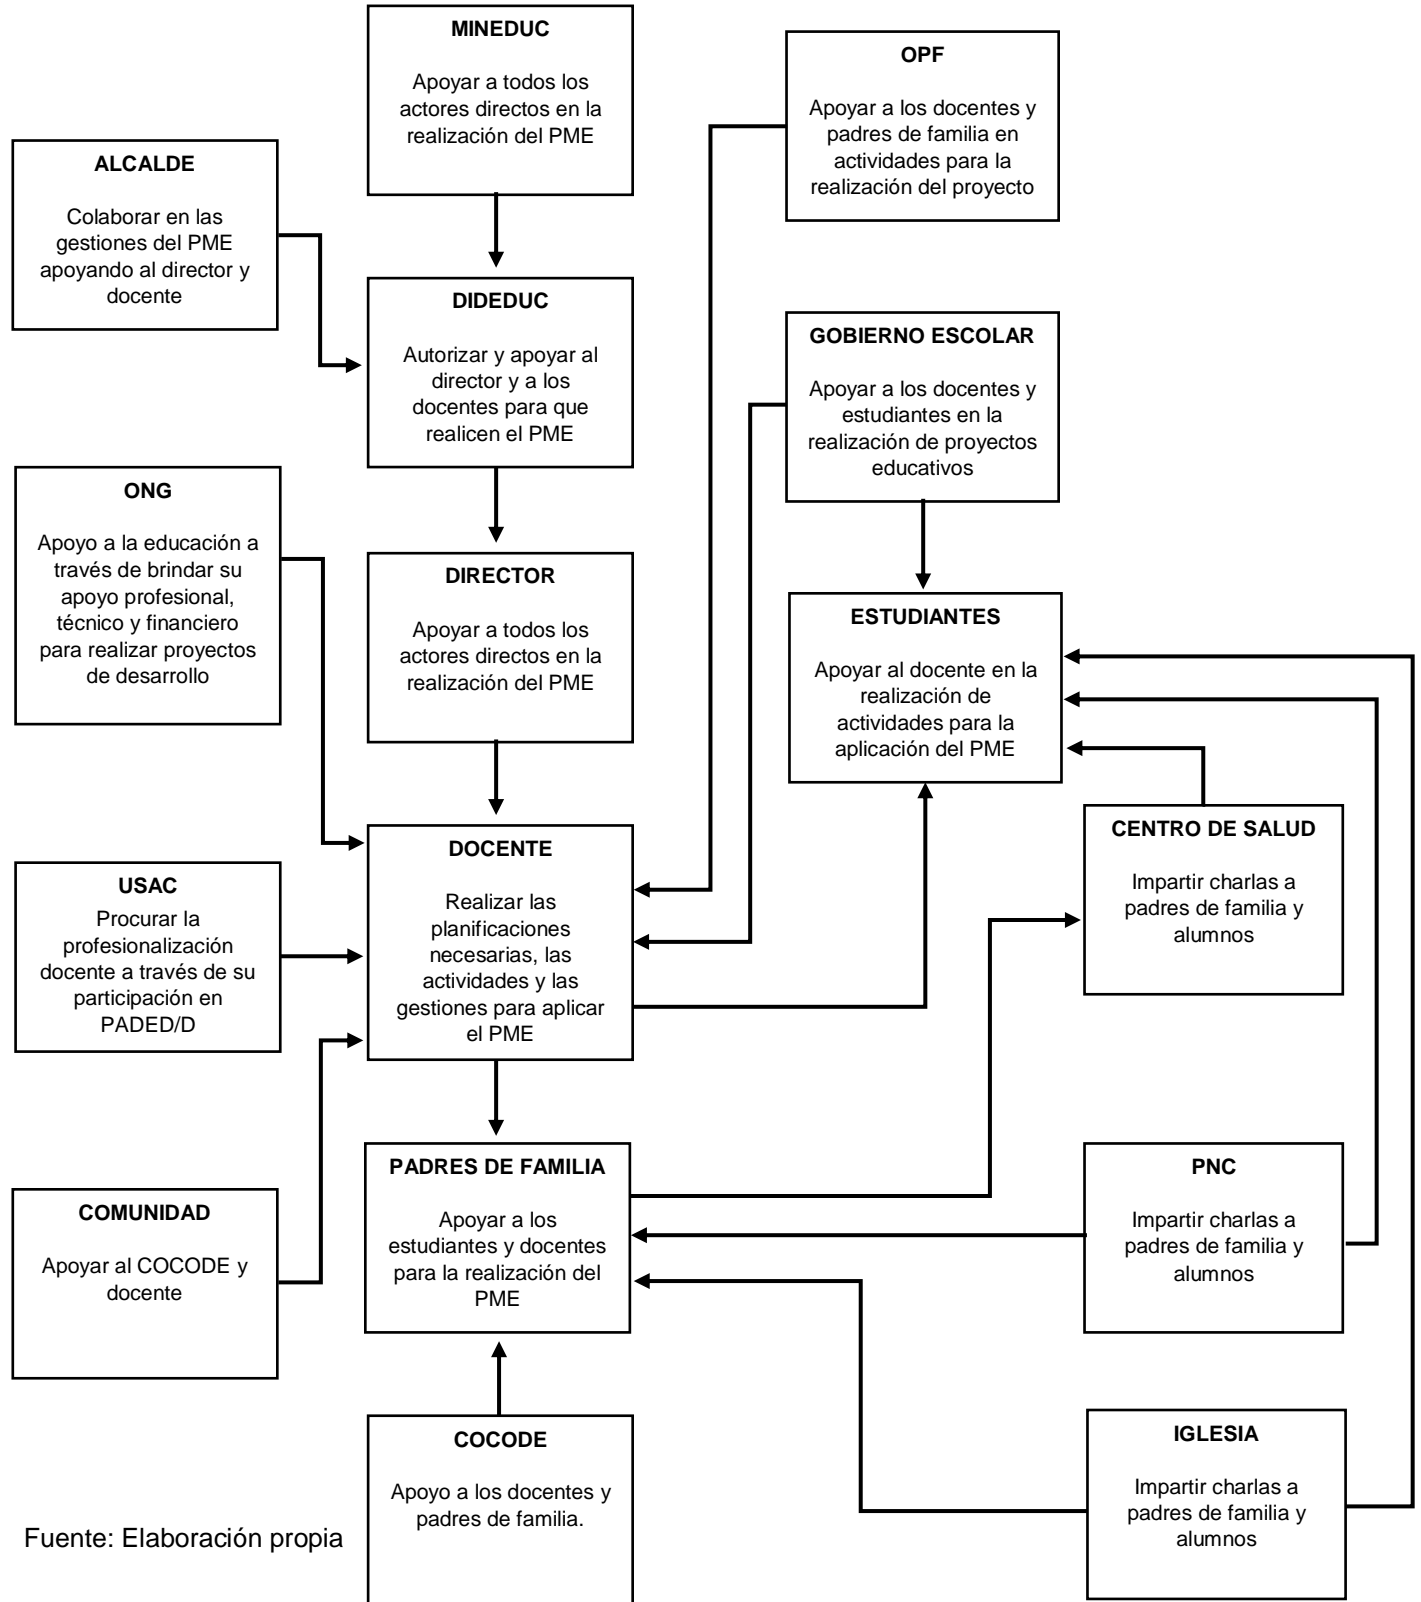 MINEDUC
Apoyar a todos los
actores directos en la
realización del PME
OPF
Apoyar a los docentes y
padres de familia en
actividades para la
realización del proyecto
ALCALDE
Colaborar en las
gestiones del PME
apoyando al director y
docente
DIDEDUC
Autorizar y apoyar al
director y a los
docentes para que
realicen el PME
GOBIERNO ESCOLAR
Apoyar a los docentes y
estudiantes en la
realización de proyectos
educativos
ONG
Apoyo a la educación a
través de brindar su
apoyo profesional,
técnico y financiero
para realizar proyectos
de desarrollo
DIRECTOR
Apoyar a todos los
actores directos en la
realización del PME
ESTUDIANTES
Apoyar al docente en la
realización de
actividades para la
aplicación del PME
CENTRO DE SALUD
Impartir charlas a
padres de familia y
alumnos
DOCENTE
Realizar las
planificaciones
necesarias, las
actividades y las
gestiones para aplicar
el PME
USAC
Procurar la
profesionalización
docente a través de su
participación en
PADED/D
PADRES DE FAMILIA
Apoyar a los
estudiantes y docentes
para la realización del
PME
PNC
Impartir charlas a
padres de familia y
alumnos
COMUNIDAD
Apoyar al COCODE y
docente
COCODE
Apoyo a los docentes y
padres de familia.
IGLESIA
Impartir charlas a
padres de familia y
alumnos
Fuente: Elaboración propia